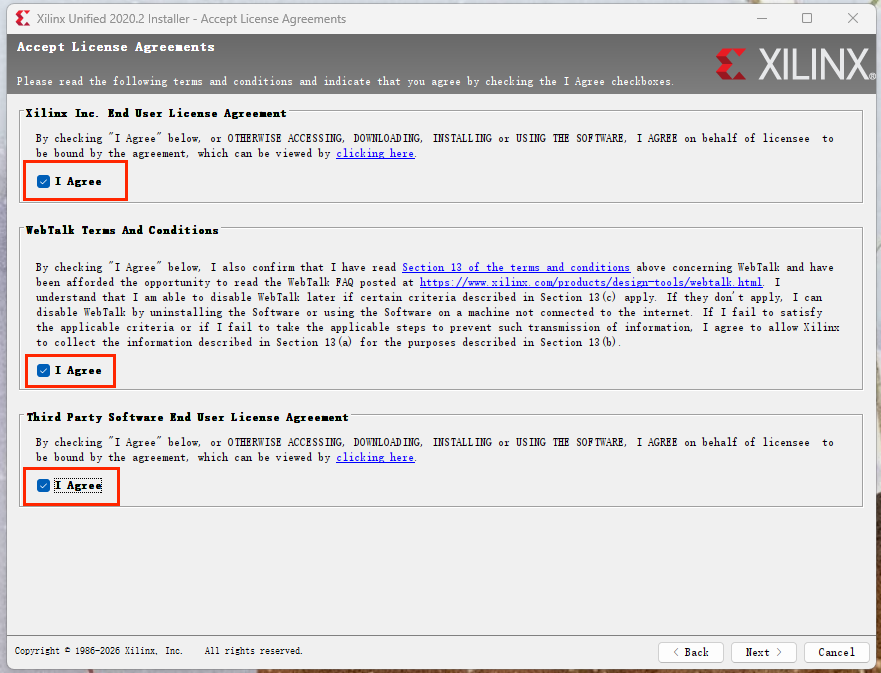 Xilinx Unified 2020.2 Installer - Accept License Agreements
Accept License Agreements
XILINX®
Please read the following terms and conditions and indicate that you agree by checking the I Agree checkboxes.
Xilinx Inc. End User License Agreement
By checking "I Agree" below, or OTHERWISE ACCESSING, DOWNLOADING, INSTALLING or USING THE SOFTWARE, I AGREE on behalf of licensee to
be bound by the agreement, which can be viewed by clicking here.
I Agree
WebTalk Terms And Conditions
By checking "I Agree" below, I also confirm that I have read Section 13 of the terms and conditions above concerning WebTalk and have
been afforded the opportunity to read the WebTalk FAQ posted at https://www.xilinx.com/products/design-tools/webtalk.html. I
understand that I am able to disable WebTalk later if certain criteria described in Section 13(c) apply. If they don't apply, I can
disable WebTalk by uninstalling the Software or using the Software on a machine not connected to the internet. If I fail to satisfy
the applicable criteria or if I fail to take the applicable steps to prevent such transmission of information, I agree to allow Xilinx
to collect the information described in Section 13(a) for the purposes described in Section 13(b).
I Agree
Third Party Software End User License Agreement
By checking "I Agree" below, or OTHERWISE ACCESSING, DOWNLOADING, INSTALLING or USING THE SOFTWARE, I AGREE on behalf of licensee to
be bound by the agreement, which can be viewed by clicking here.
I Agree
Copyright © 1986-2026 Xilinx, Inc. All rights reserved.
< Back Next > Cancel